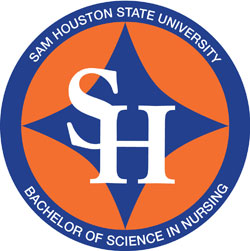 SAM HOUSTON STATE UNIVERSITY
SH
BACHELOR OF SCIENCE IN NURSING